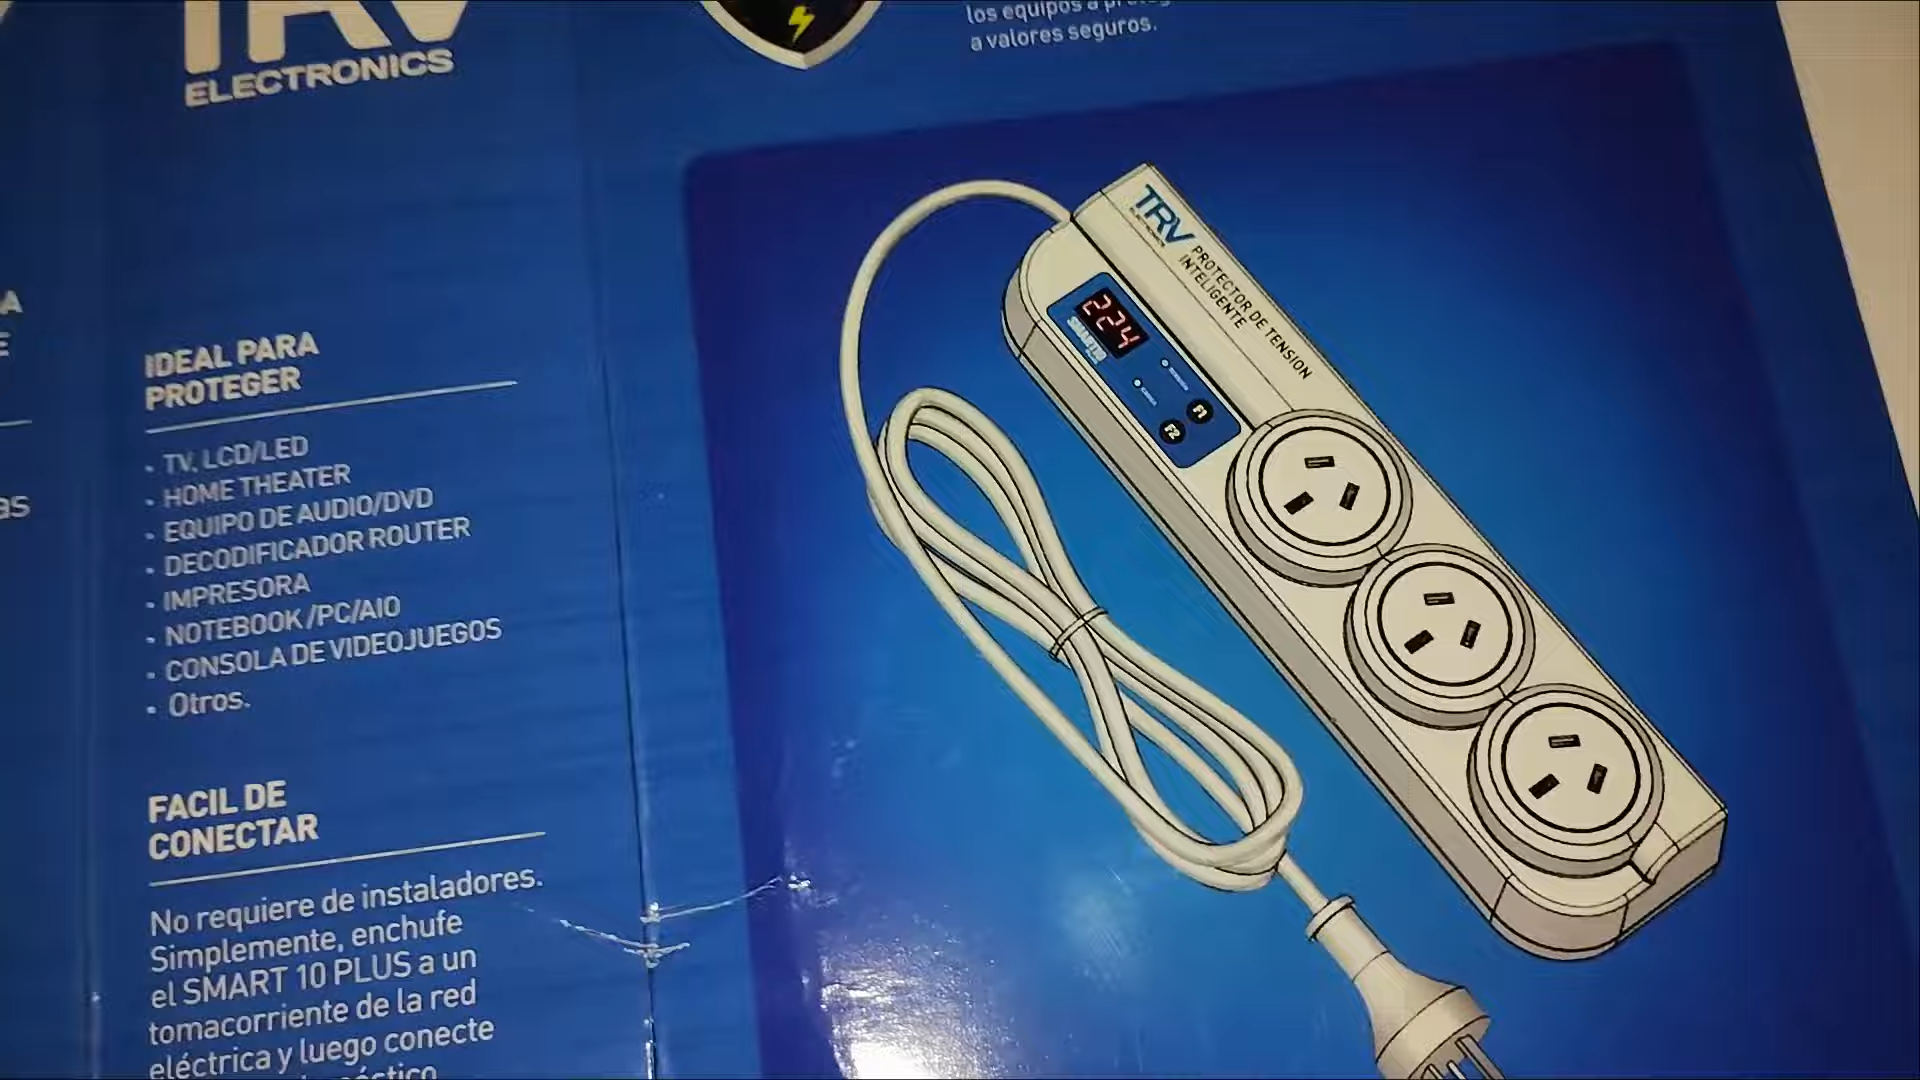 TRV
ELECTRONICS
los equipos a
a valores seguros.
A
E
as
IDEAL PARA
PROTEGER
• TV. LCD/LED
• HOME THEATER
• EQUIPO DE AUDIO/DVD
• DECODIFICADOR ROUTER
• IMPRESORA
• NOTEBOOK/PC/AIO
• CONSOLA DE VIDEOJUEGOS
• Otros.
FACIL DE
CONECTAR
No requiere de instaladores.
Simplemente, enchufe
el SMART 10 PLUS a un
tomacorriente de la red
eléctrica y luego conecte
TRV
ELECTRONICS
PROTECTOR DE TENSION
INTELIGENTE
224
SMART10
F1
F2